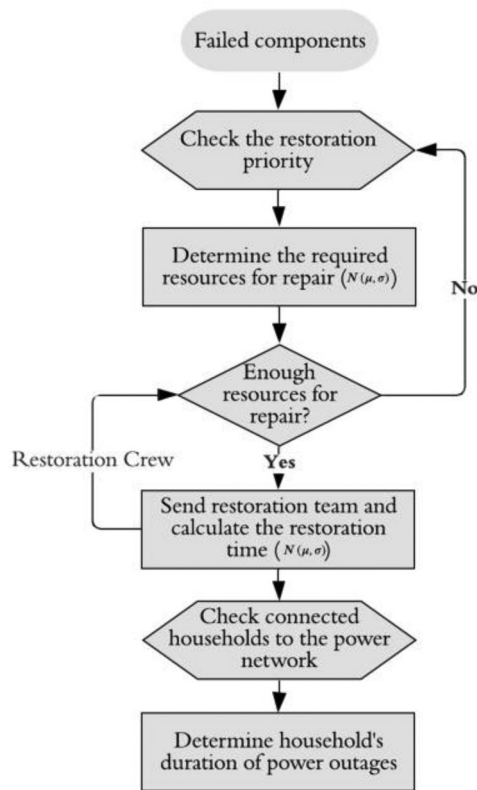 Failed components
Check the restoration
priority
Determine the required
resources for repair (N(μ,σ))
No
Enough
resources for
repair?
Restoration Crew
Yes
Send restoration team and
calculate the restoration
time (N(μ,σ))
Check connected
households to the power
network
Determine household's
duration of power outages